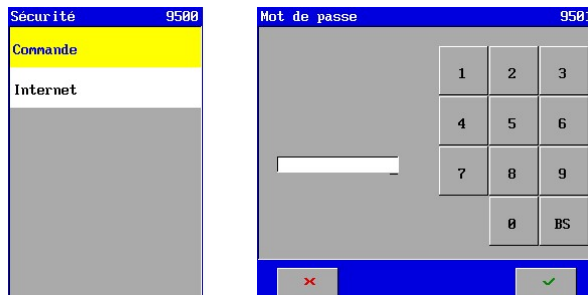 Sécurité 9500
Commande
Internet
Mot de passe 9501
1 2 3
4 5 6
7 8 9
0 BS